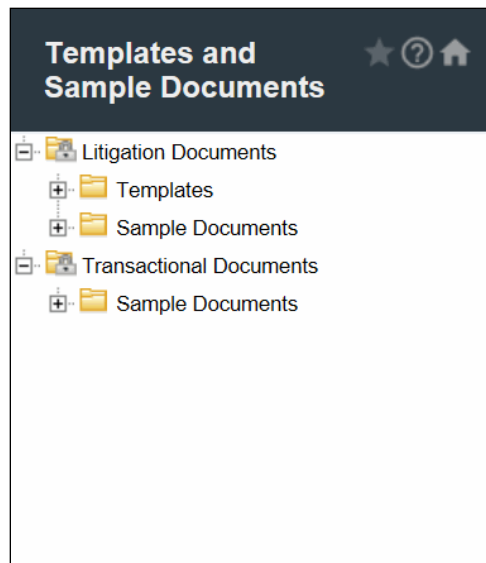 Templates and
Sample Documents
Litigation Documents
Templates
Sample Documents
Transactional Documents
Sample Documents